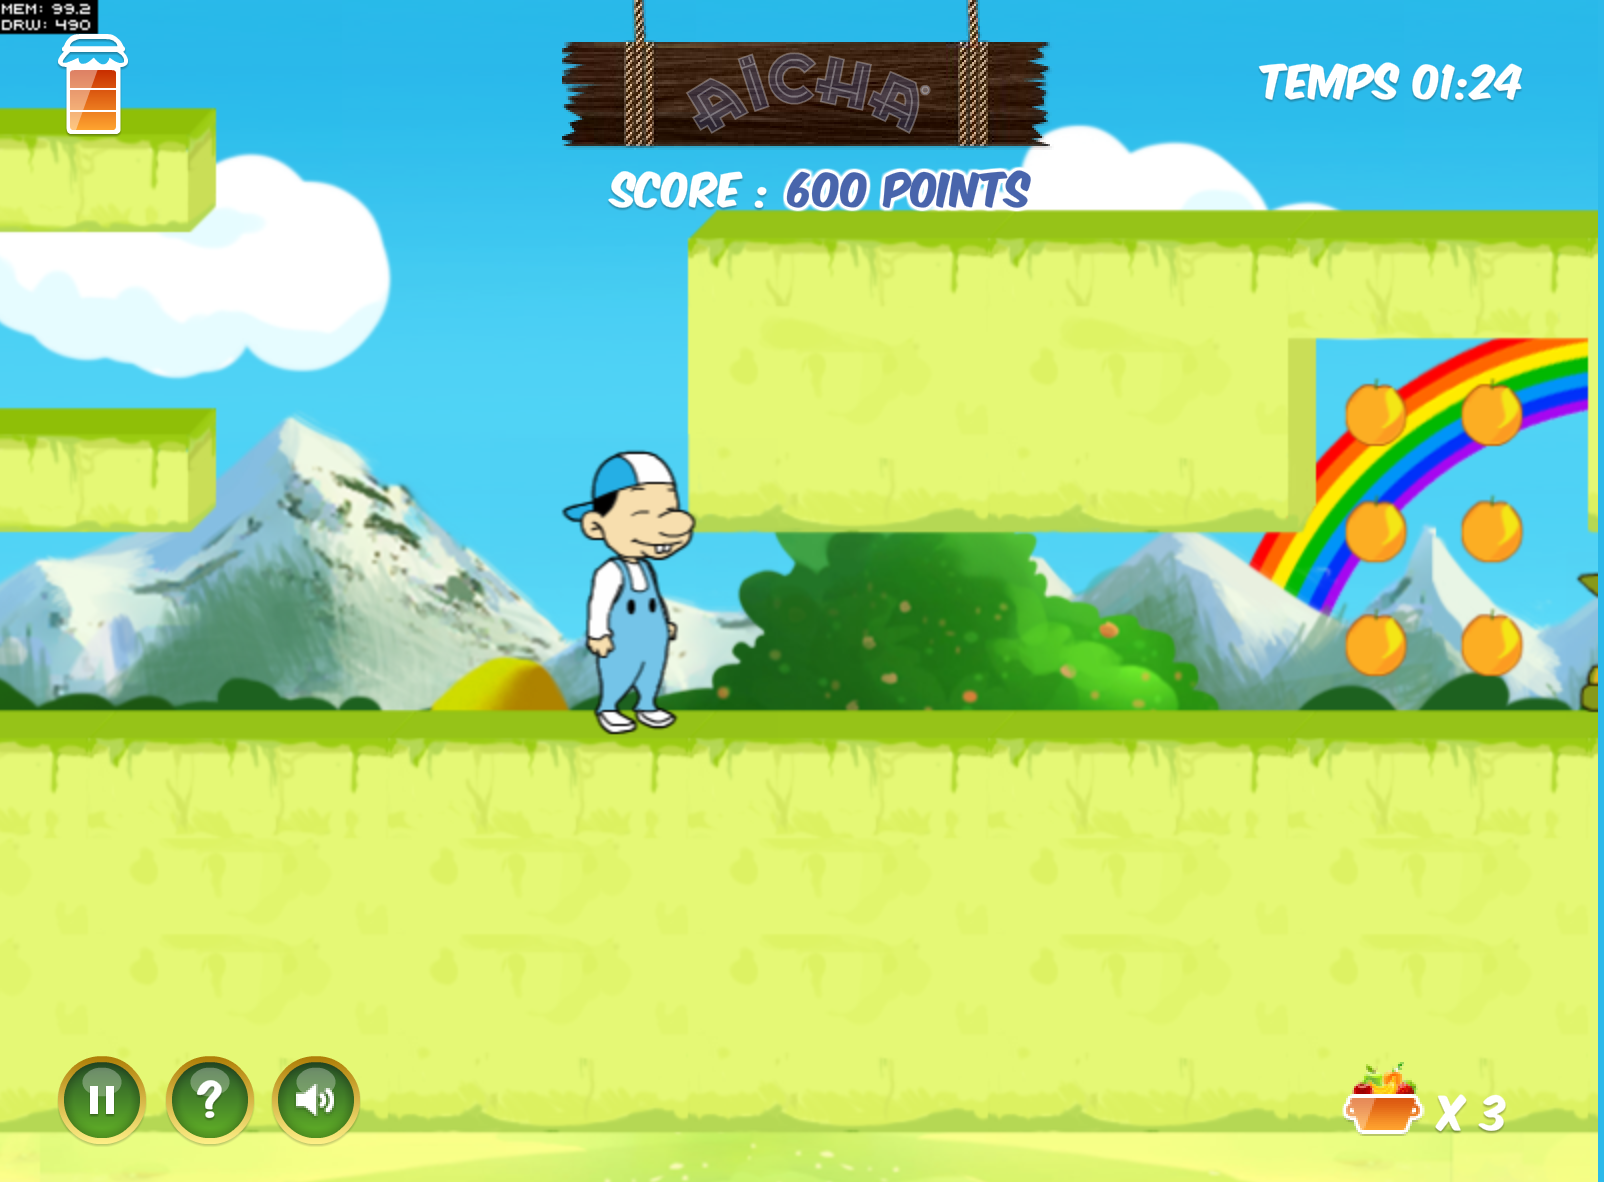 MEM: 99.2
DRW: 490
AICHA®
TEMPS 01:24
SCORE : 600 POINTS
?
X 3